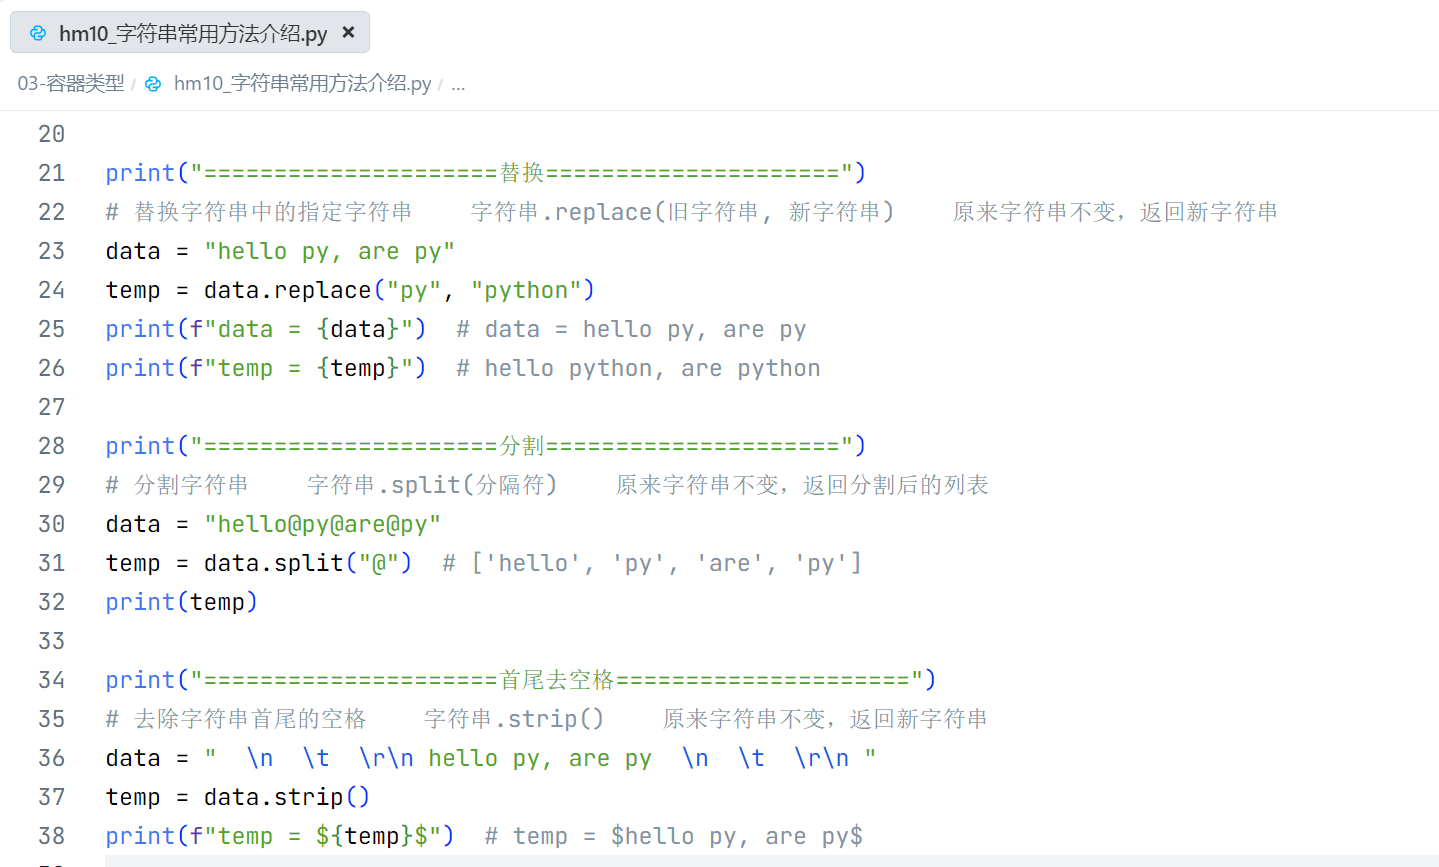 hm10_字符串常用方法介绍.py ×
03-容器类型 / hm10_字符串常用方法介绍.py / ...
20
21 print("=====================替换=====================")
22 # 替换字符串中的指定字符串    字符串.replace(旧字符串, 新字符串)    原来字符串不变，返回新字符串
23 data = "hello py, are py"
24 temp = data.replace("py", "python")
25 print(f"data = {data}")  # data = hello py, are py
26 print(f"temp = {temp}")  # hello python, are python
27
28 print("=====================分割=====================")
29 # 分割字符串    字符串.split(分隔符)    原来字符串不变，返回分割后的列表
30 data = "hello@py@are@py"
31 temp = data.split("@")  # ['hello', 'py', 'are', 'py']
32 print(temp)
33
34 print("=====================首尾去空格=====================")
35 # 去除字符串首尾的空格    字符串.strip()    原来字符串不变，返回新字符串
36 data = "  \n  \t  \r\n hello py, are py  \n  \t  \r\n "
37 temp = data.strip()
38 print(f"temp = ${temp}$")  # temp = $hello py, are py$